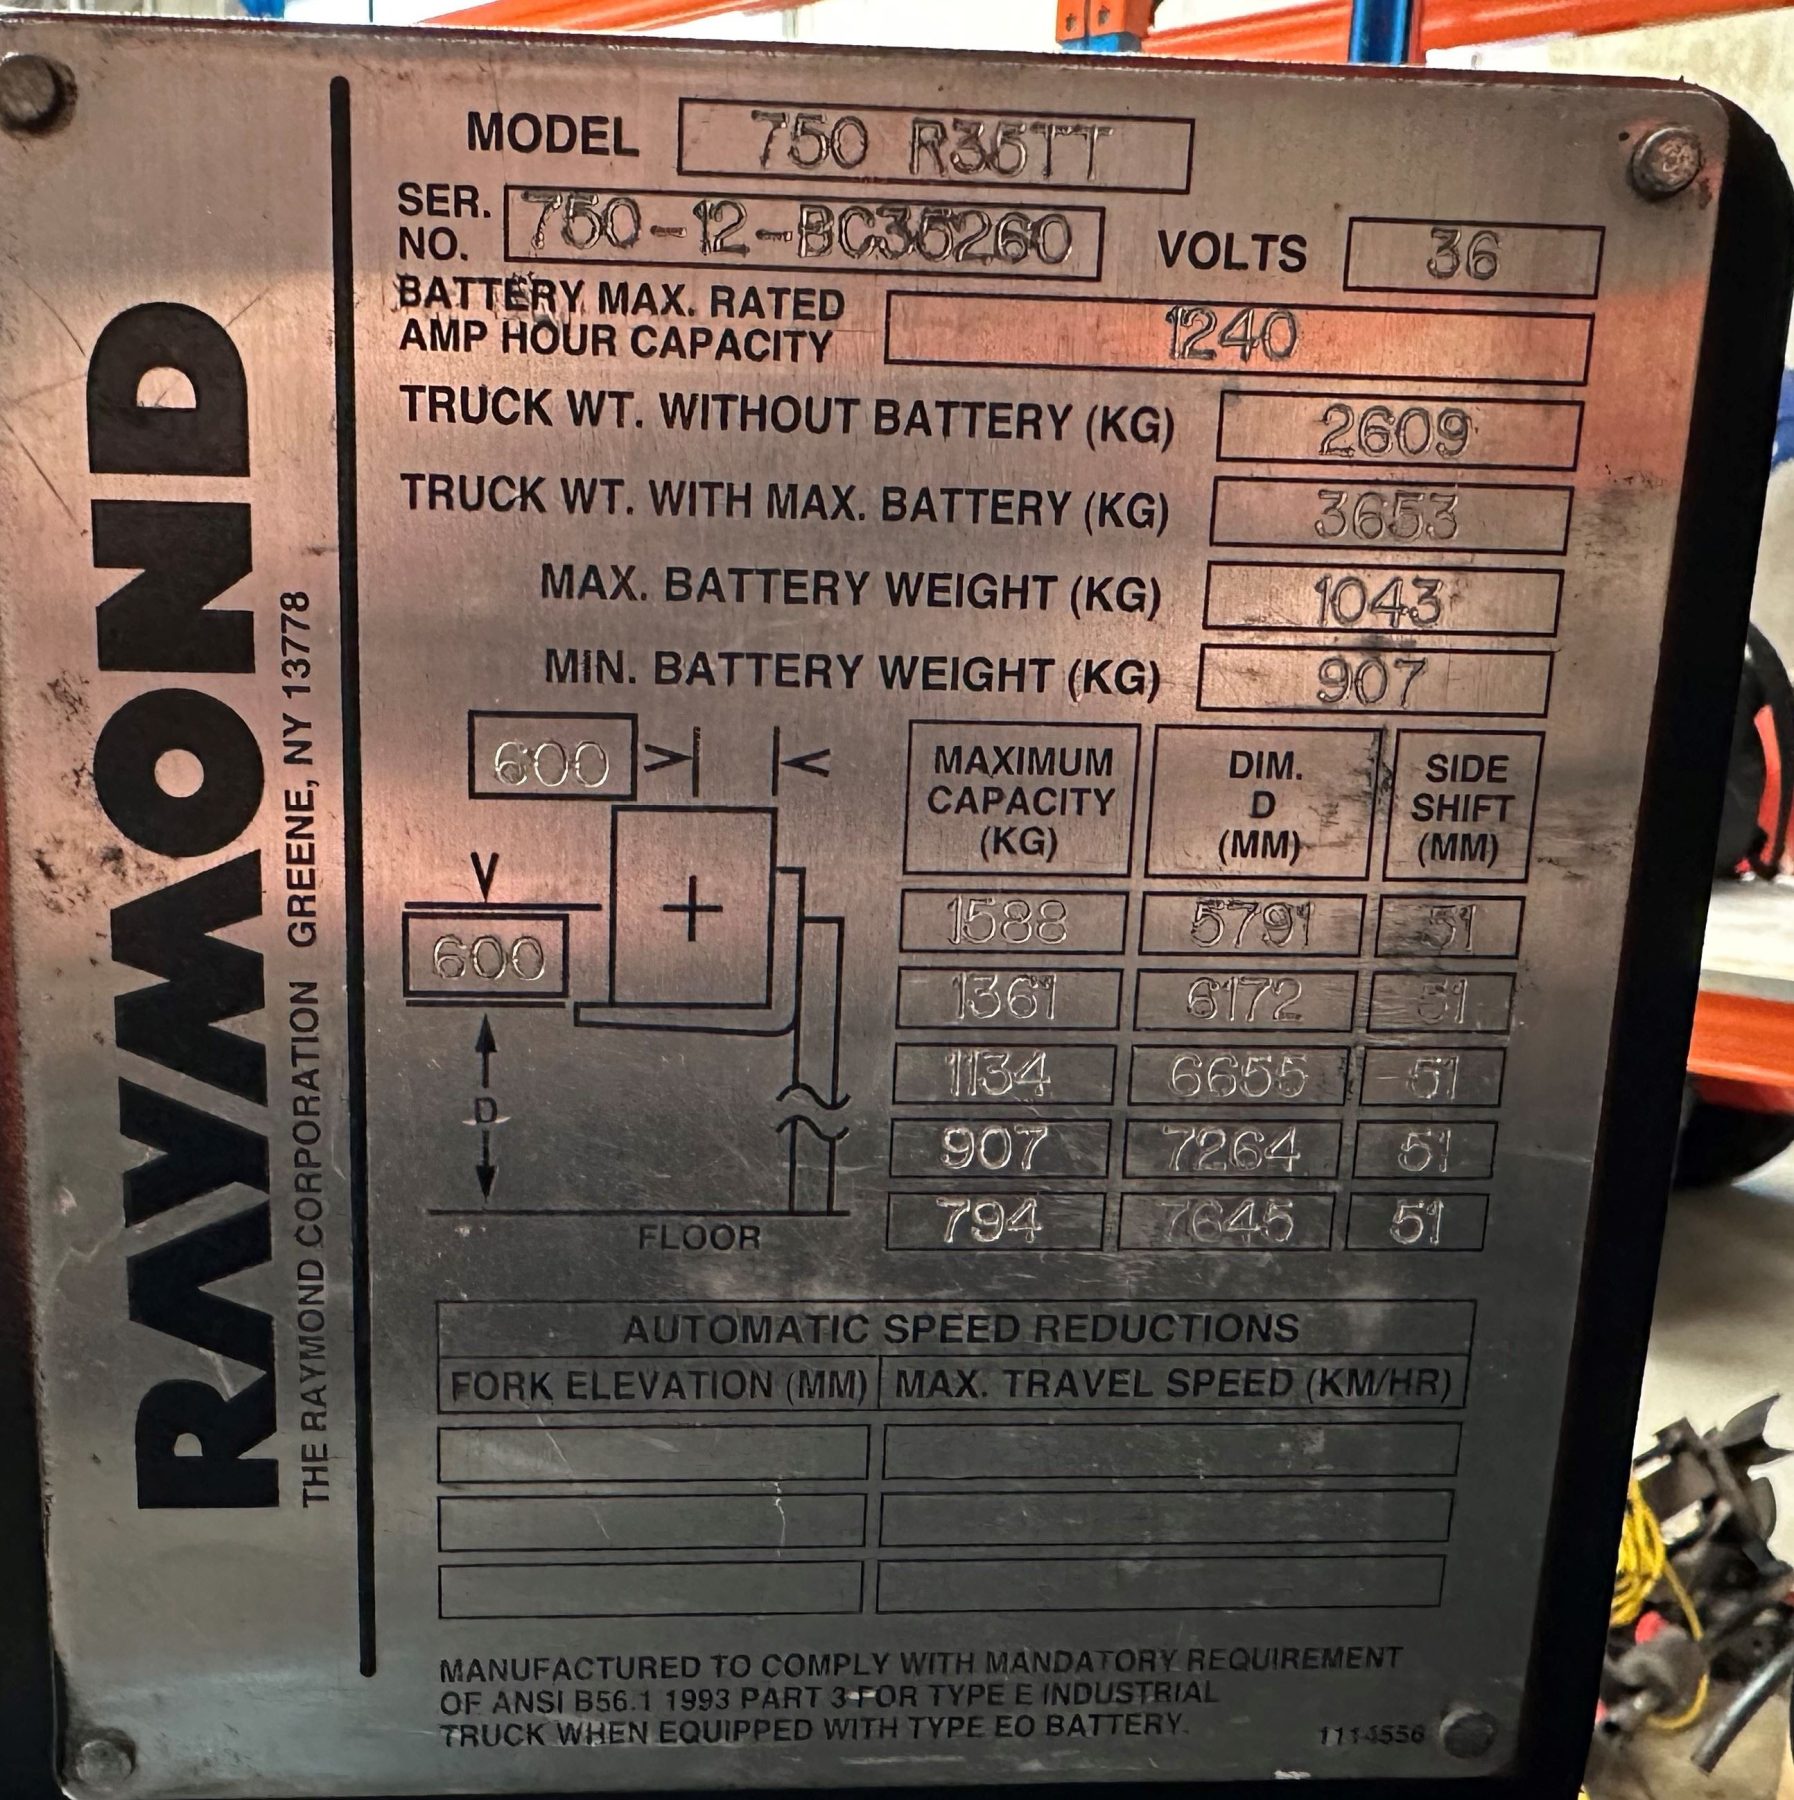 RAYMOND
THE RAYMOND CORPORATION GREENE, NY 13778
MODEL 750 R35TT
SER. NO. 750-12-BC35260
VOLTS 36
BATTERY MAX. RATED
AMP HOUR CAPACITY 1240
TRUCK WT. WITHOUT BATTERY (KG) 2609
TRUCK WT. WITH MAX. BATTERY (KG) 3653
MAX. BATTERY WEIGHT (KG) 1043
MIN. BATTERY WEIGHT (KG) 907
600
600
D
FLOOR
MAXIMUM CAPACITY (KG) DIM. D (MM) SIDE SHIFT (MM)
1588 5791 51
1361 6172 51
1134 6655 51
907 7264 51
794 7645 51
AUTOMATIC SPEED REDUCTIONS
FORK ELEVATION (MM) MAX. TRAVEL SPEED (KM/HR)
MANUFACTURED TO COMPLY WITH MANDATORY REQUIREMENT
OF ANSI B56.1 1993 PART 3 FOR TYPE E INDUSTRIAL
TRUCK WHEN EQUIPPED WITH TYPE EO BATTERY.
1114556